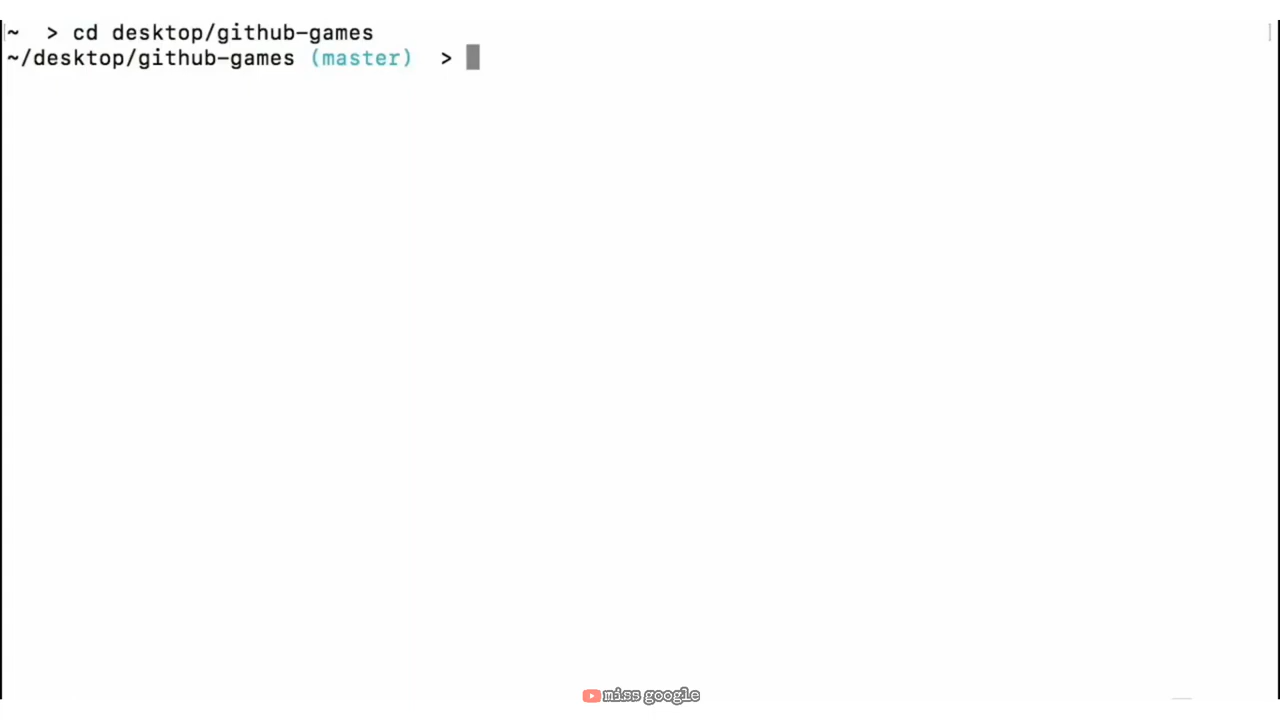 ~  > cd desktop/github-games
~/desktop/github-games (master)  >
miss google